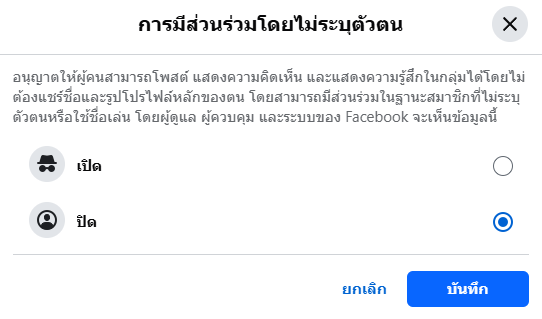 การมีส่วนร่วมโดยไม่ระบุตัวตน
อนุญาตให้ผู้คนสามารถโพสต์ แสดงความคิดเห็น และแสดงความรู้สึกในกลุ่มได้โดยไม่
ต้องแชร์ชื่อและรูปโปรไฟล์หลักของตน โดยสามารถมีส่วนร่วมในฐานะสมาชิกที่ไม่ระบุ
ตัวตนหรือใช้ชื่อเล่น โดยผู้ดูแล ผู้ควบคุม และระบบของ Facebook จะเห็นข้อมูลนี้
เปิด
ปิด
ยกเลิก บันทึก